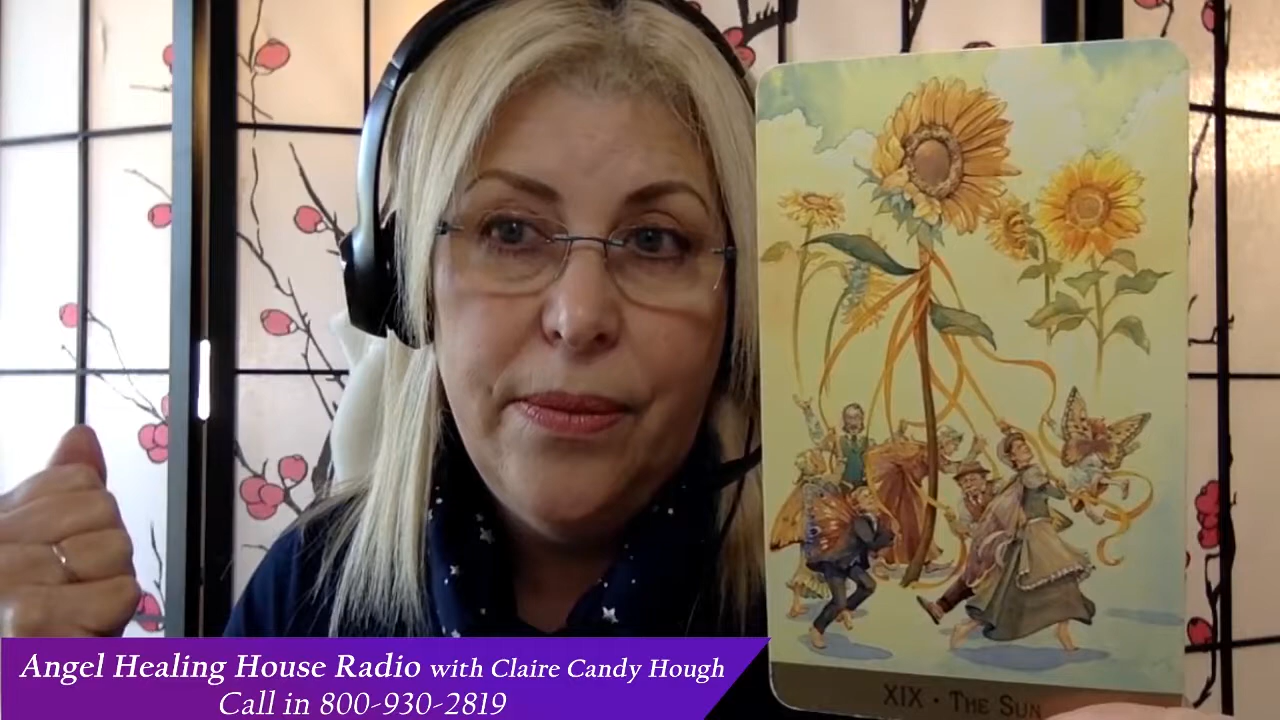 Angel Healing House Radio with Claire Candy Hough
Call in 800-930-2819
XIX • The Sun